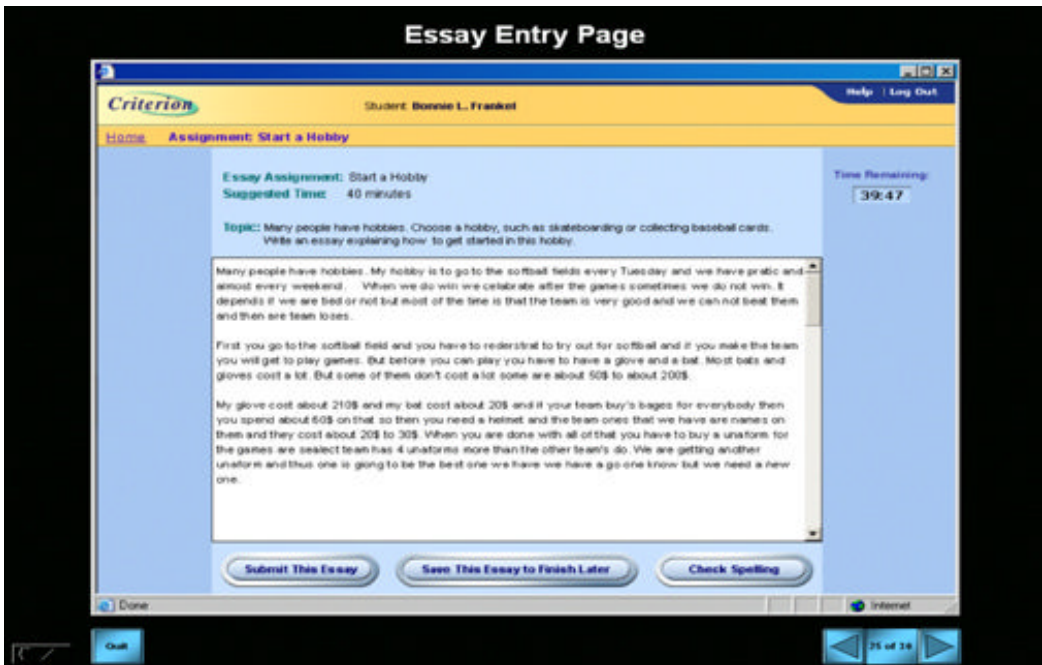 Essay Entry Page
Criterion
Student: Bonnie L. Frankel
Help | Log Out
Home Assignment: Start a Hobby
Essay Assignment: Start a Hobby
Suggested Time: 40 minutes
Time Remaining:
39:47
Topic: Many people have hobbies. Choose a hobby, such as skateboarding or collecting baseball cards.
Write an essay explaining how to get started in this hobby.
Many people have hobbies. My hobby is to go to the softball fields every Tuesday and we have pratic and
almost every weekend. When we do win we celabrate after the games sometimes we do not win. It
depends if we are bed or not but most of the time is that the team is very good and we can not beat them
and then are team loses.
First you go to the softball field and you have to rederstrat to try out for softball and if you make the team
you will get to play games. But before you can play you have to have a glove and a bat. Most bats and
gloves cost a lot. But some of them don't cost a lot some are about 50$ to about 200$.
My glove cost about 210$ and my bat cost about 20$ and if your team buy's bages for everybody then
you spend about 60$ on that so then you need a helmet and the team ones that we have are names on
them and they cost about 20$ to 30$. When you are done with all of that you have to buy a unaform for
the games are sealect team has 4 unaforms more than the other team's do. We are getting another
unaform and thus one is giong to be the best one we have we have a go one know but we need a new
one.
Submit This Essay
Save This Essay to Finish Later
Check Spelling
Done
Internet
Quit
of